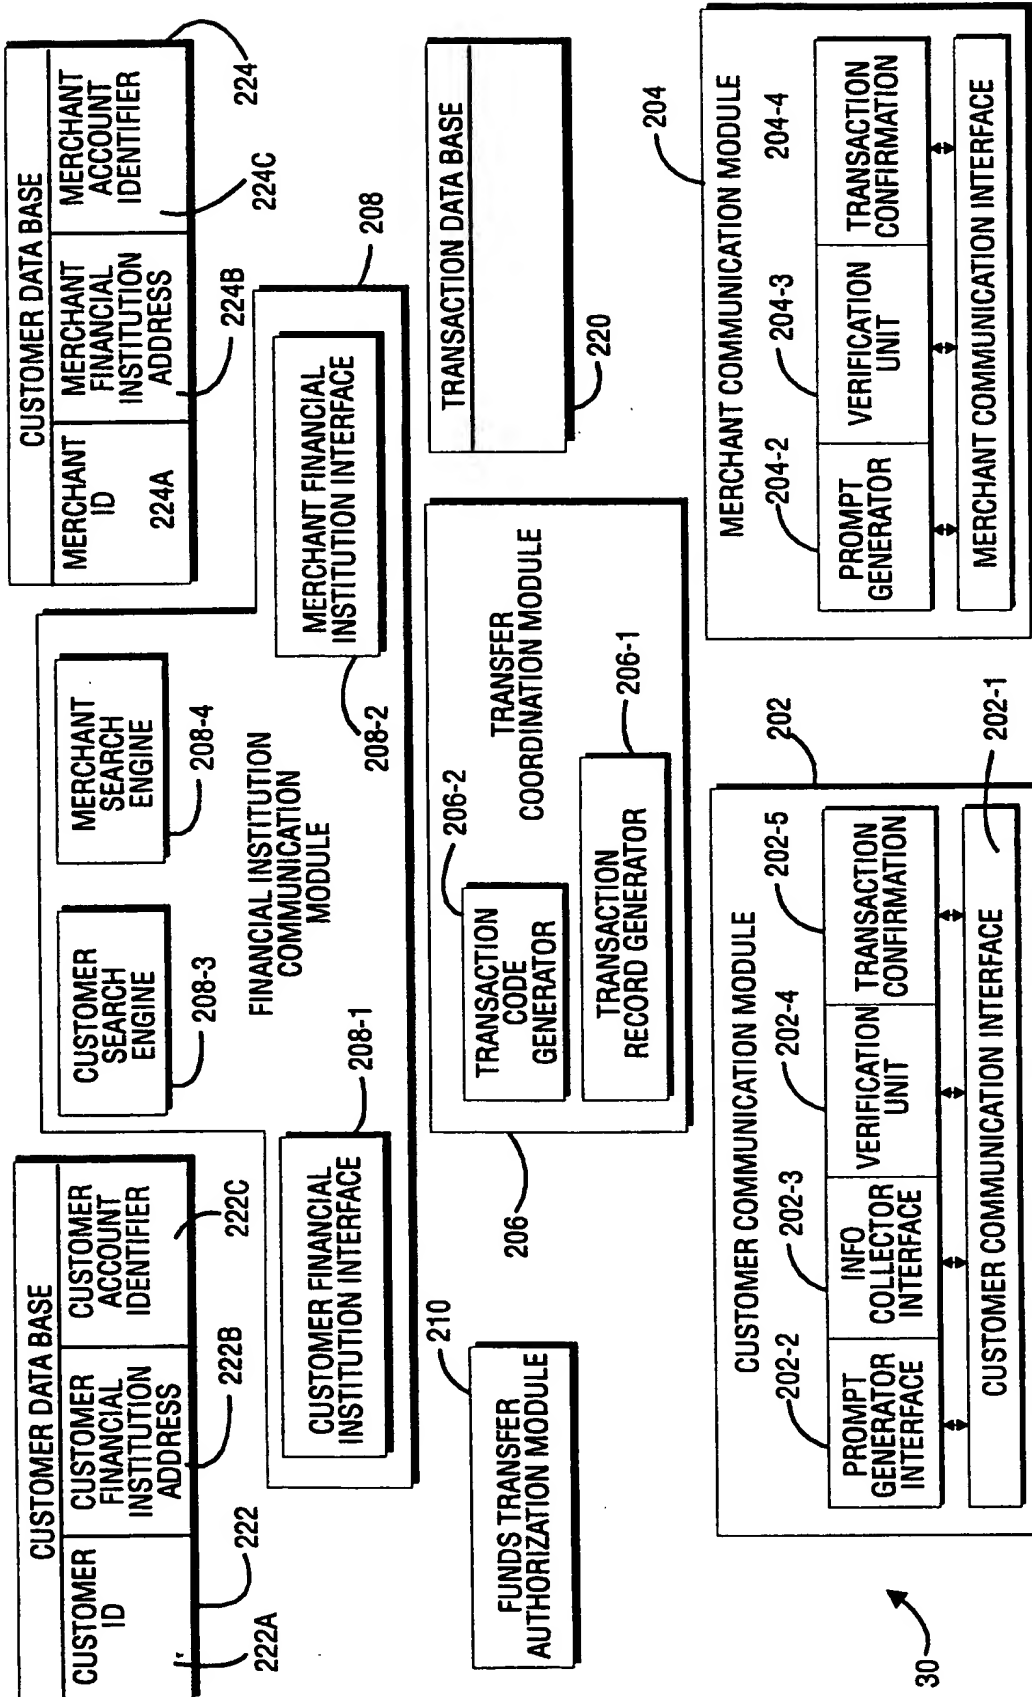 CUSTOMER DATA BASE
CUSTOMER
ID
CUSTOMER
FINANCIAL
INSTITUTION
ADDRESS
CUSTOMER
ACCOUNT
IDENTIFIER
222A
222
222B
222C
CUSTOMER
SEARCH
ENGINE
208-3
MERCHANT
SEARCH
ENGINE
208-4
CUSTOMER DATA BASE
MERCHANT
ID
224A
MERCHANT
FINANCIAL
INSTITUTION
ADDRESS
MERCHANT
ACCOUNT
IDENTIFIER
224B
224C
224
FINANCIAL INSTITUTION
COMMUNICATION
MODULE
CUSTOMER FINANCIAL
INSTITUTION INTERFACE
208-1
MERCHANT FINANCIAL
INSTITUTION INTERFACE
208-2
208
FUNDS TRANSFER
AUTHORIZATION MODULE
210
TRANSFER
COORDINATION MODULE
TRANSACTION
CODE
GENERATOR
206-2
TRANSACTION
RECORD GENERATOR
206-1
206
TRANSACTION DATA BASE
220
30
CUSTOMER COMMUNICATION MODULE
202-2
202-3
202-4
202-5
202
PROMPT
GENERATOR
INTERFACE
INFO
COLLECTOR
INTERFACE
VERIFICATION
UNIT
TRANSACTION
CONFIRMATION
CUSTOMER COMMUNICATION INTERFACE
202-1
MERCHANT COMMUNICATION MODULE
204
204-2
204-3
204-4
PROMPT
GENERATOR
VERIFICATION
UNIT
TRANSACTION
CONFIRMATION
MERCHANT COMMUNICATION INTERFACE